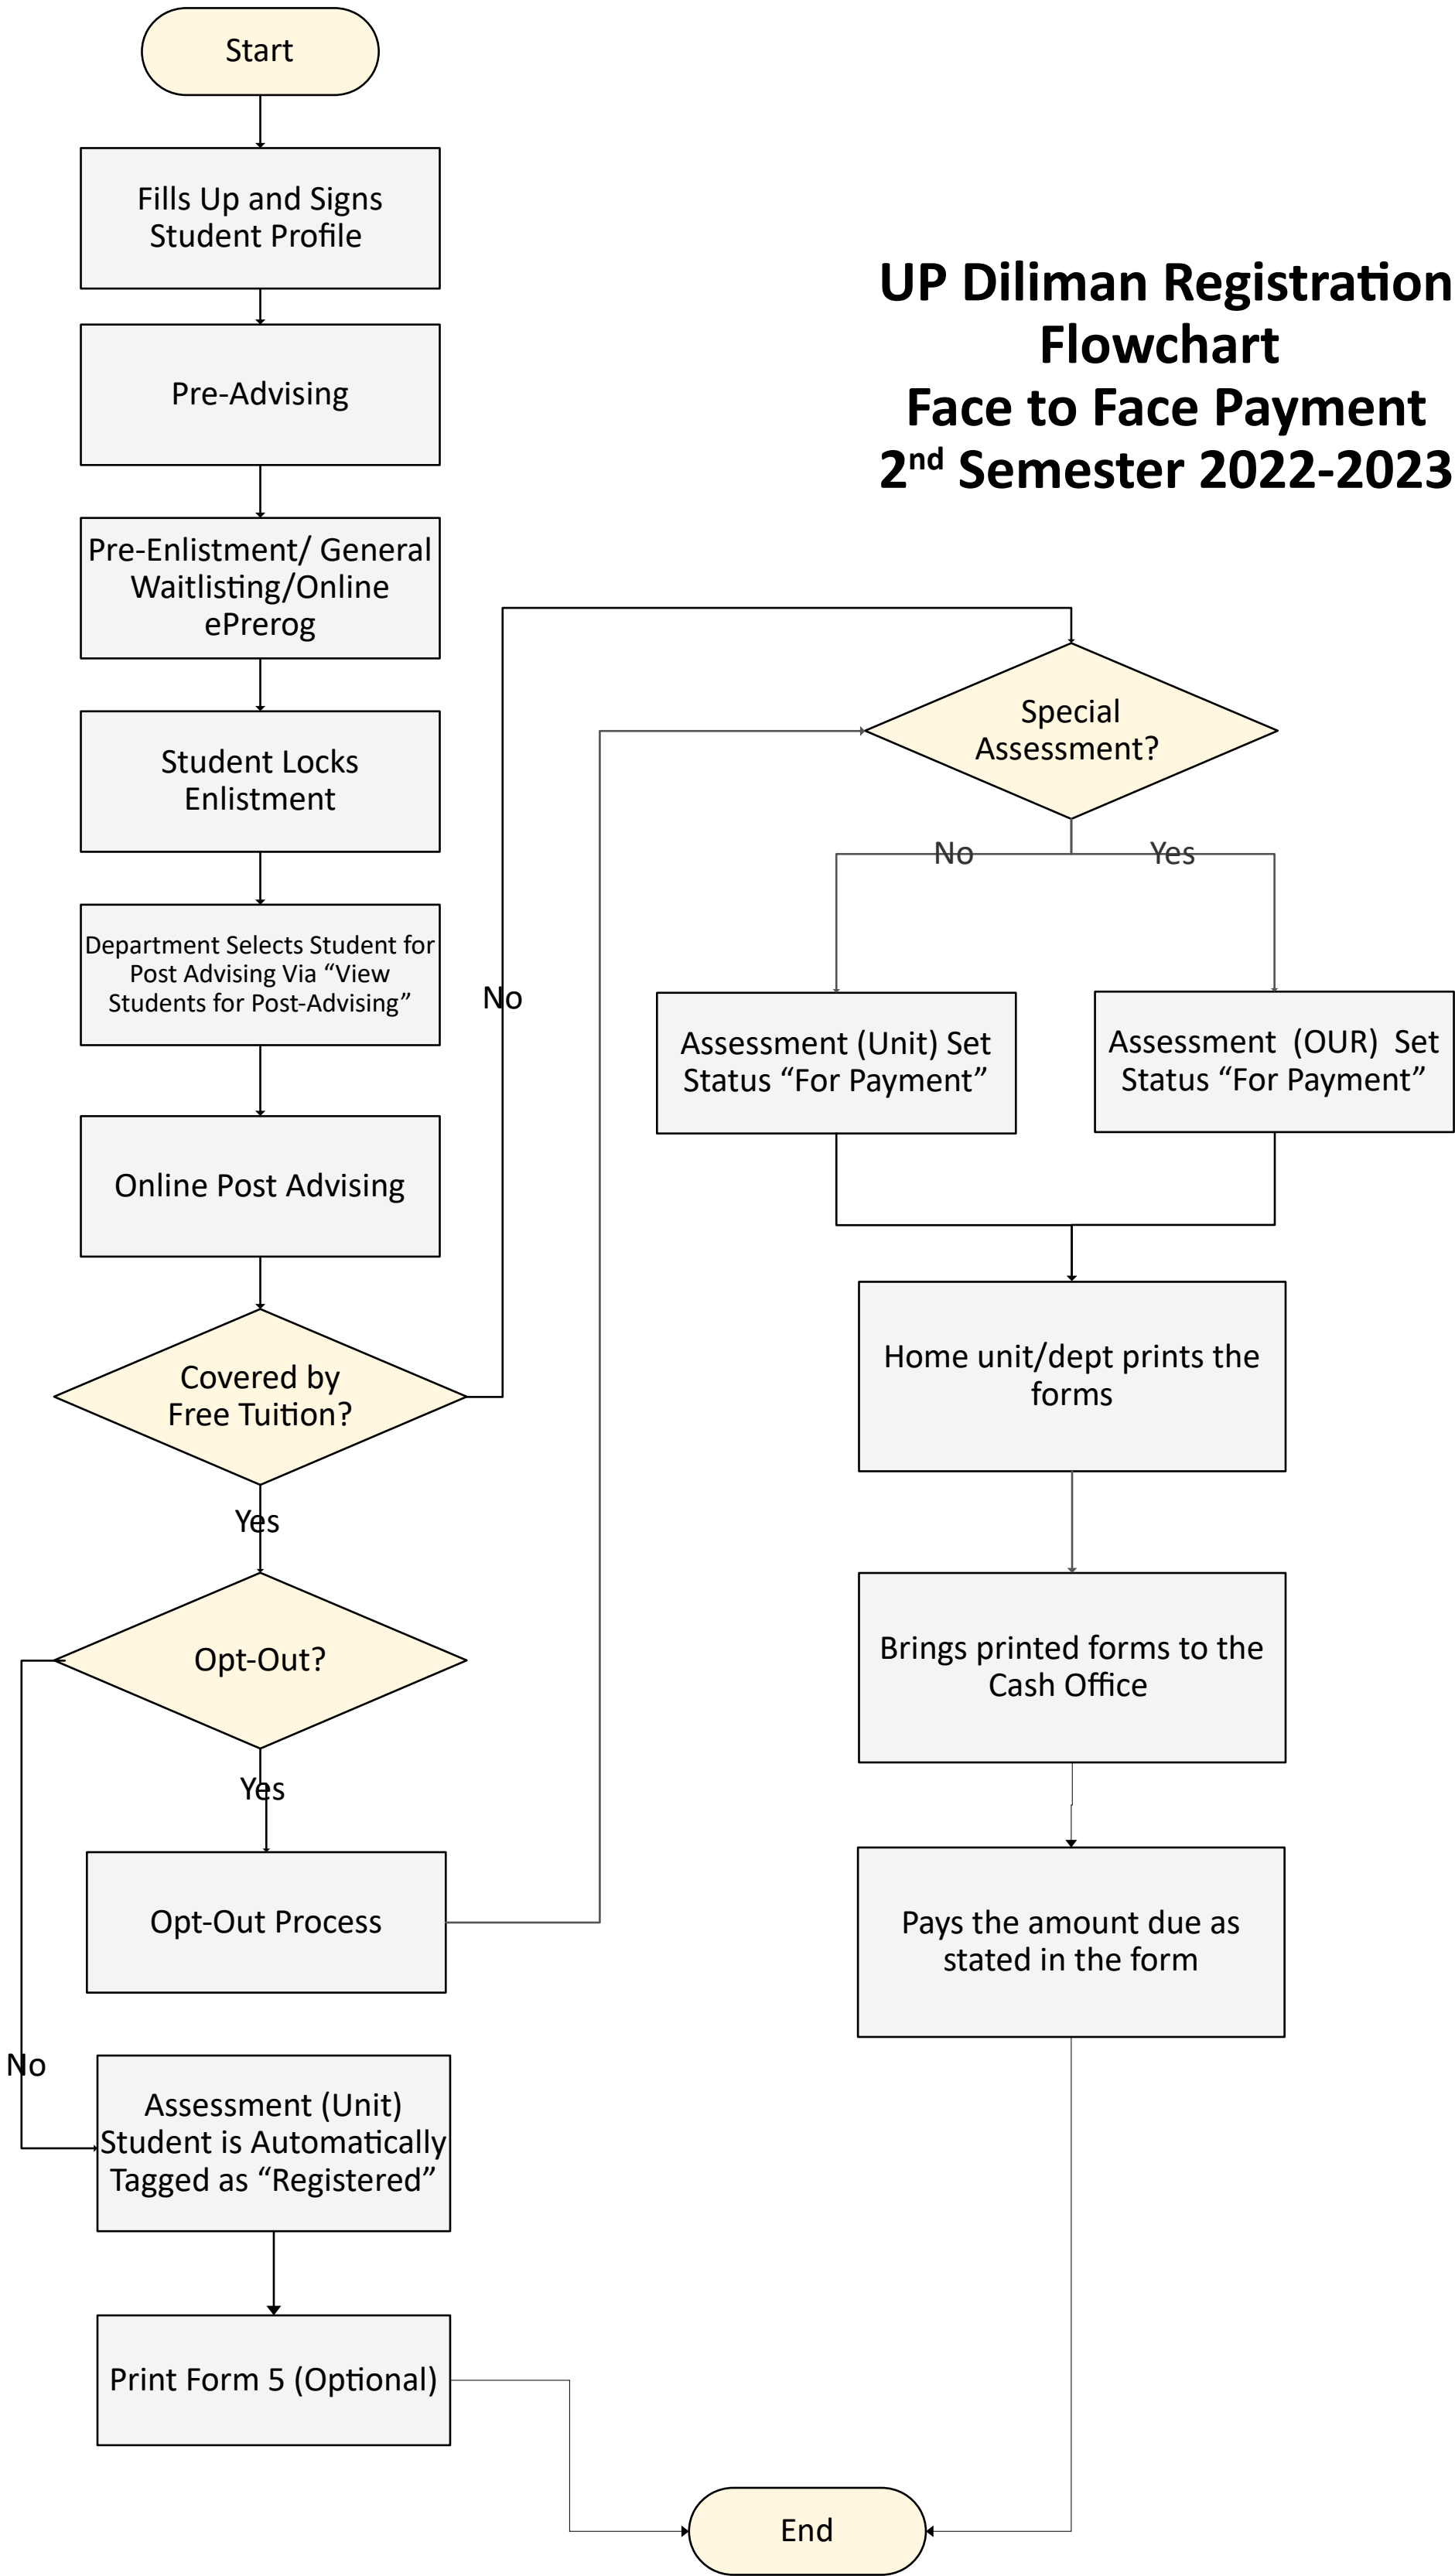 Start
Fills Up and Signs
Student Profile
UP Diliman Registration
Flowchart
Face to Face Payment
2nd Semester 2022-2023
Pre-Advising
Pre-Enlistment/ General
Waitlisting/Online
ePrerog
Student Locks
Enlistment
Department Selects Student for
Post Advising Via “View
Students for Post-Advising”
Online Post Advising
Covered by
Free Tuition?
No
Yes
Opt-Out?
Yes
No
Opt-Out Process
Assessment (Unit)
Student is Automatically
Tagged as “Registered”
Print Form 5 (Optional)
Special
Assessment?
No
Yes
Assessment (Unit) Set
Status “For Payment”
Assessment (OUR) Set
Status “For Payment”
Home unit/dept prints the
forms
Brings printed forms to the
Cash Office
Pays the amount due as
stated in the form
End